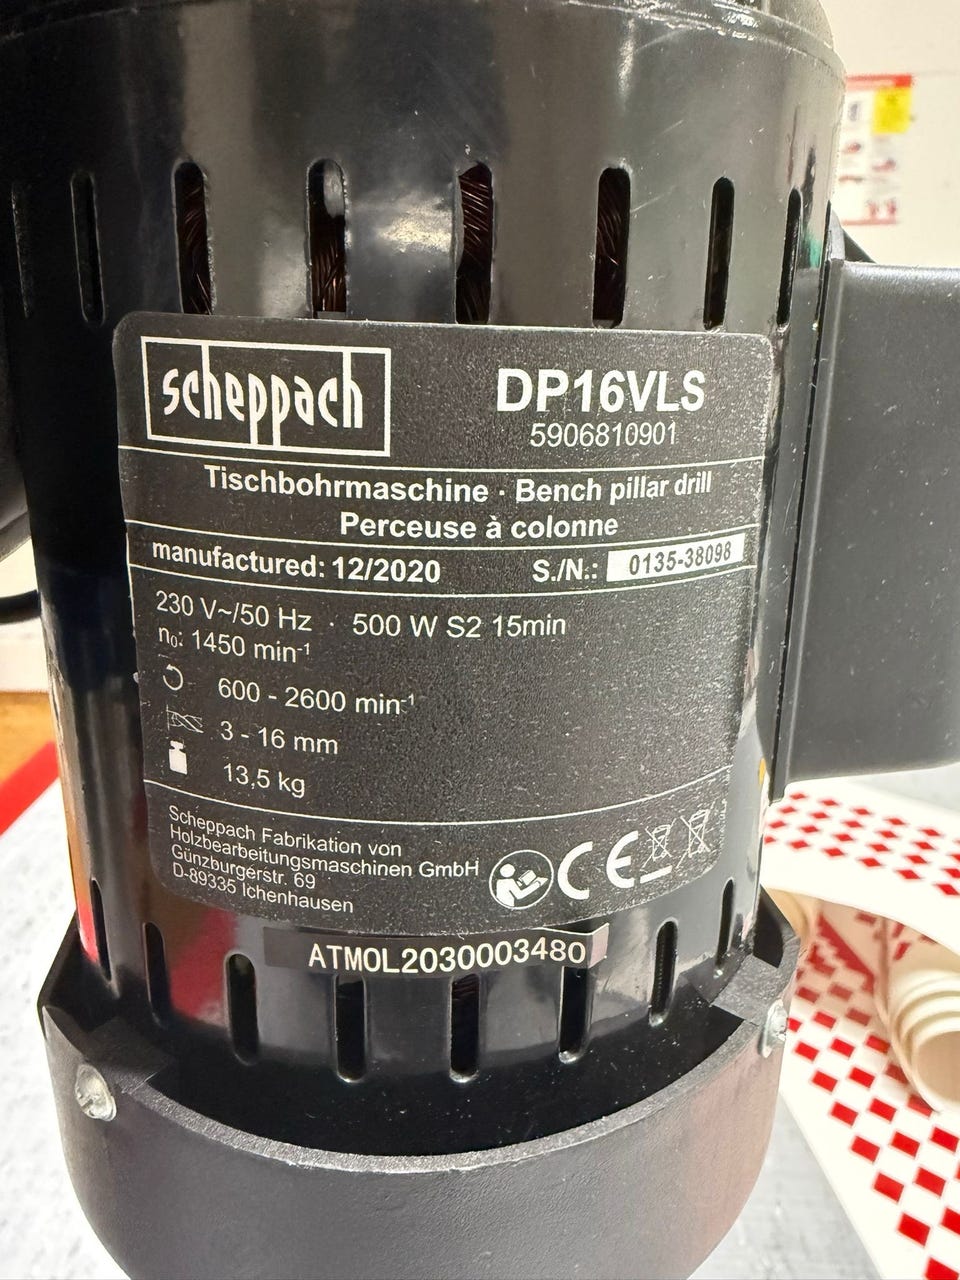 scheppach
DP16VLS
5906810901
Tischbohrmaschine · Bench pillar drill
Perceuse à colonne
manufactured: 12/2020 S./N.: 0135-38098
230 V~/50 Hz · 500 W S2 15min
n₀: 1450 min⁻¹
600 - 2600 min⁻¹
3 - 16 mm
13,5 kg
Scheppach Fabrikation von
Holzbearbeitungsmaschinen GmbH
Günzburgerstr. 69
D-89335 Ichenhausen
CE
ATMOL2030003480